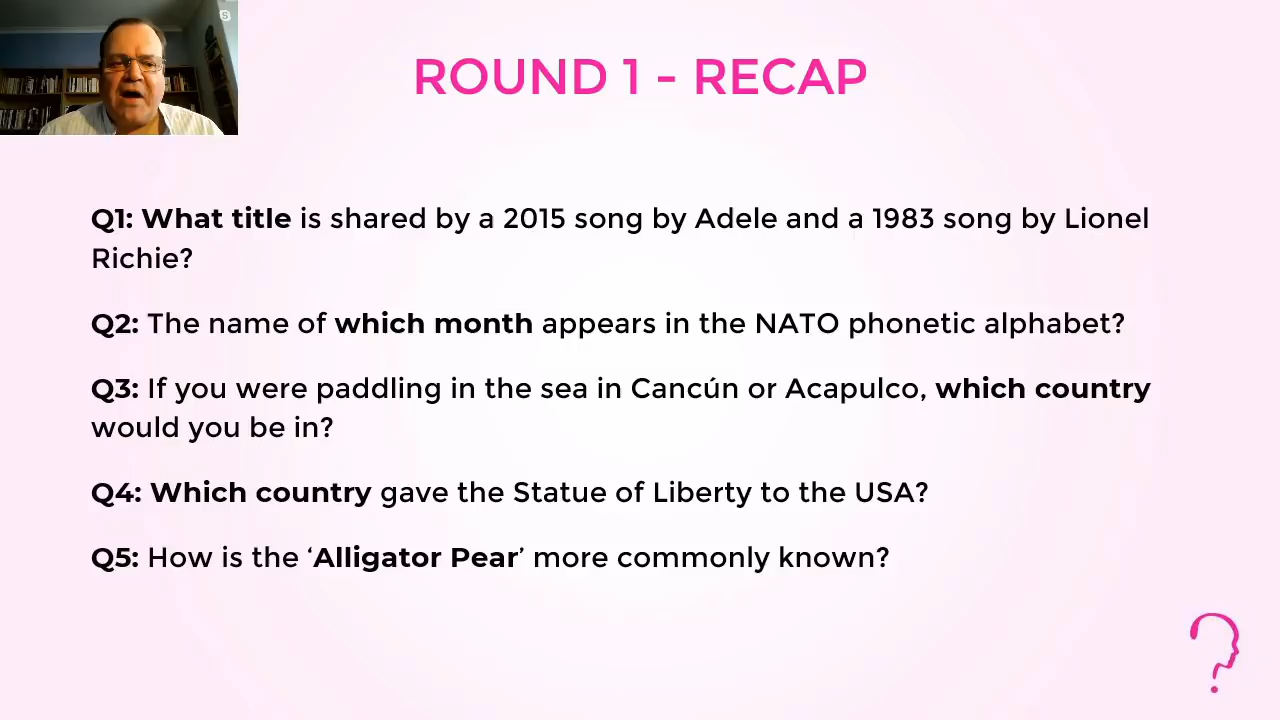 ROUND 1 - RECAP
Q1: What title is shared by a 2015 song by Adele and a 1983 song by Lionel
Richie?
Q2: The name of which month appears in the NATO phonetic alphabet?
Q3: If you were paddling in the sea in Cancún or Acapulco, which country
would you be in?
Q4: Which country gave the Statue of Liberty to the USA?
Q5: How is the ‘Alligator Pear’ more commonly known?